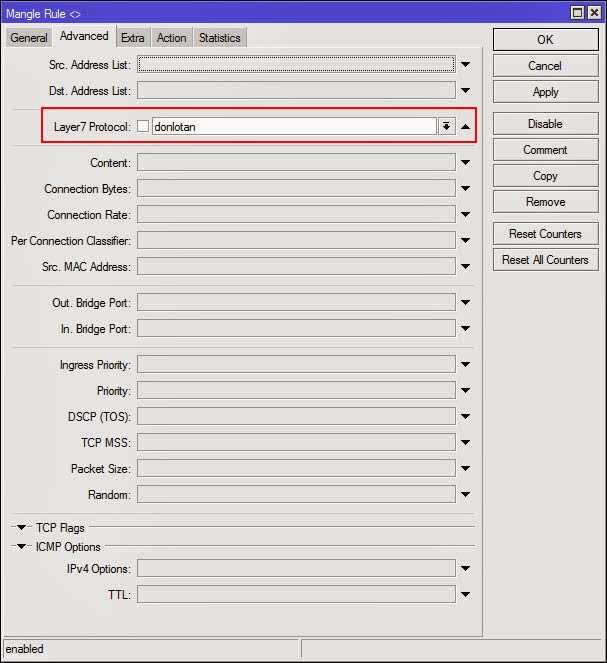 Mangle Rule <>
General Advanced Extra Action Statistics
Src. Address List:
Dst. Address List:
Layer7 Protocol: donlotan
Content:
Connection Bytes:
Connection Rate:
Per Connection Classifier:
Src. MAC Address:
Out. Bridge Port:
In. Bridge Port:
Ingress Priority:
Priority:
DSCP (TOS):
TCP MSS:
Packet Size:
Random:
TCP Flags
ICMP Options
IPv4 Options:
TTL:
OK
Cancel
Apply
Disable
Comment
Copy
Remove
Reset Counters
Reset All Counters
enabled